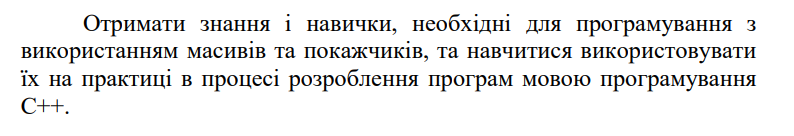 Отримати знання і навички, необхідні для програмування з
використанням масивів та покажчиків, та навчитися використовувати
їх на практиці в процесі розроблення програм мовою програмування
С++.